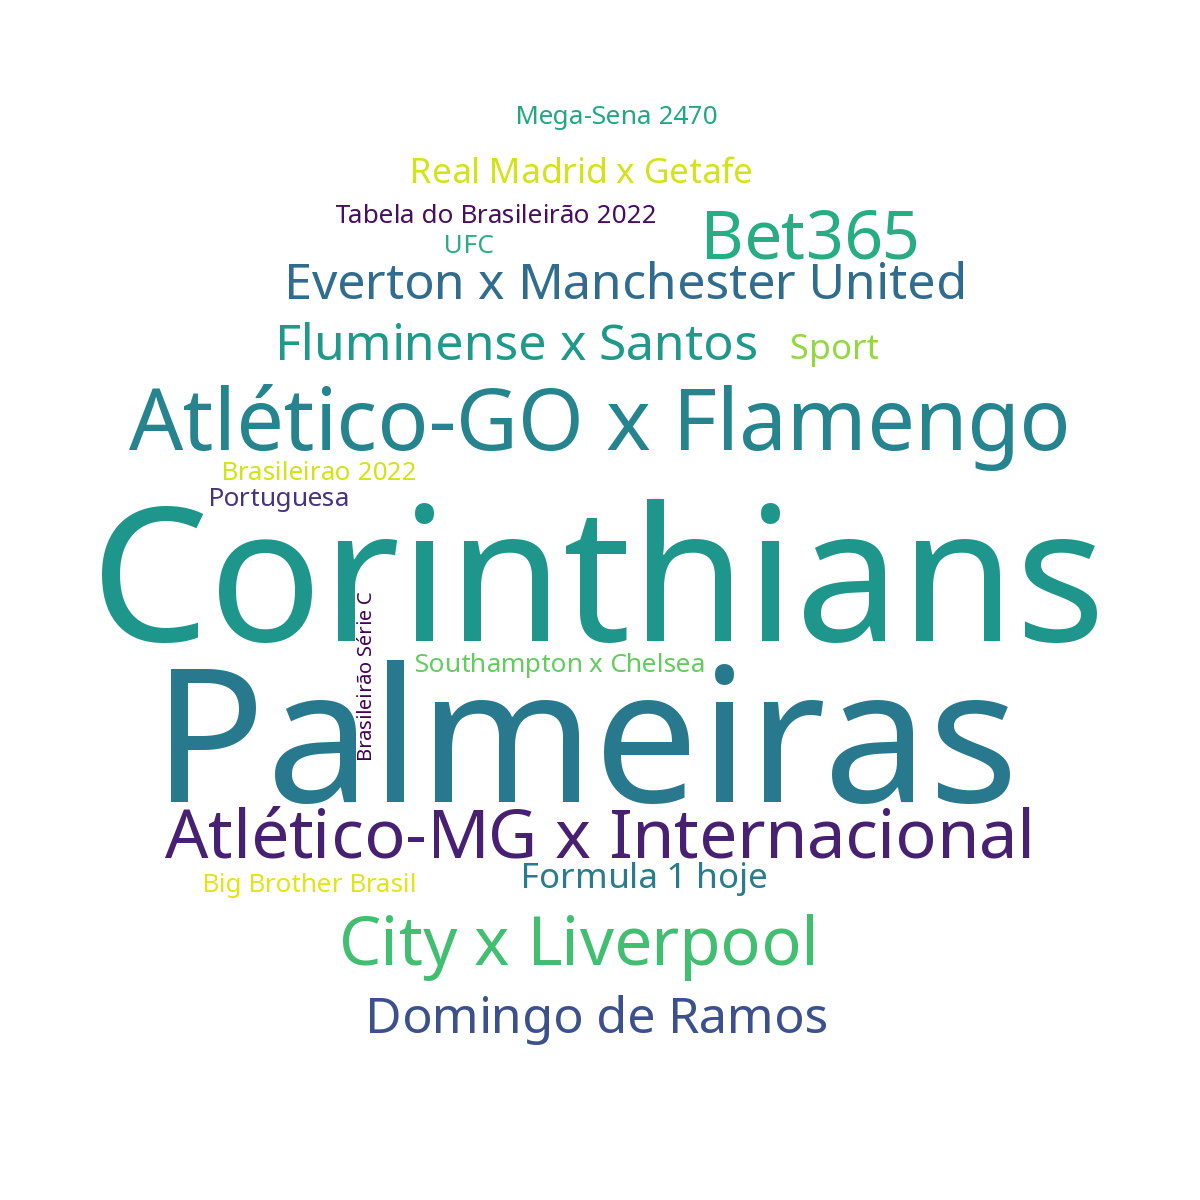 Mega-Sena 2470
Real Madrid x Getafe
Tabela do Brasileirão 2022
Bet365
UFC
Everton x Manchester United
Fluminense x Santos
Sport
Atlético-GO x Flamengo
Brasileirao 2022
Portuguesa
Corinthians
Brasileirão Série C
Southampton x Chelsea
Palmeiras
Atlético-MG x Internacional
Formula 1 hoje
Big Brother Brasil
City x Liverpool
Domingo de Ramos